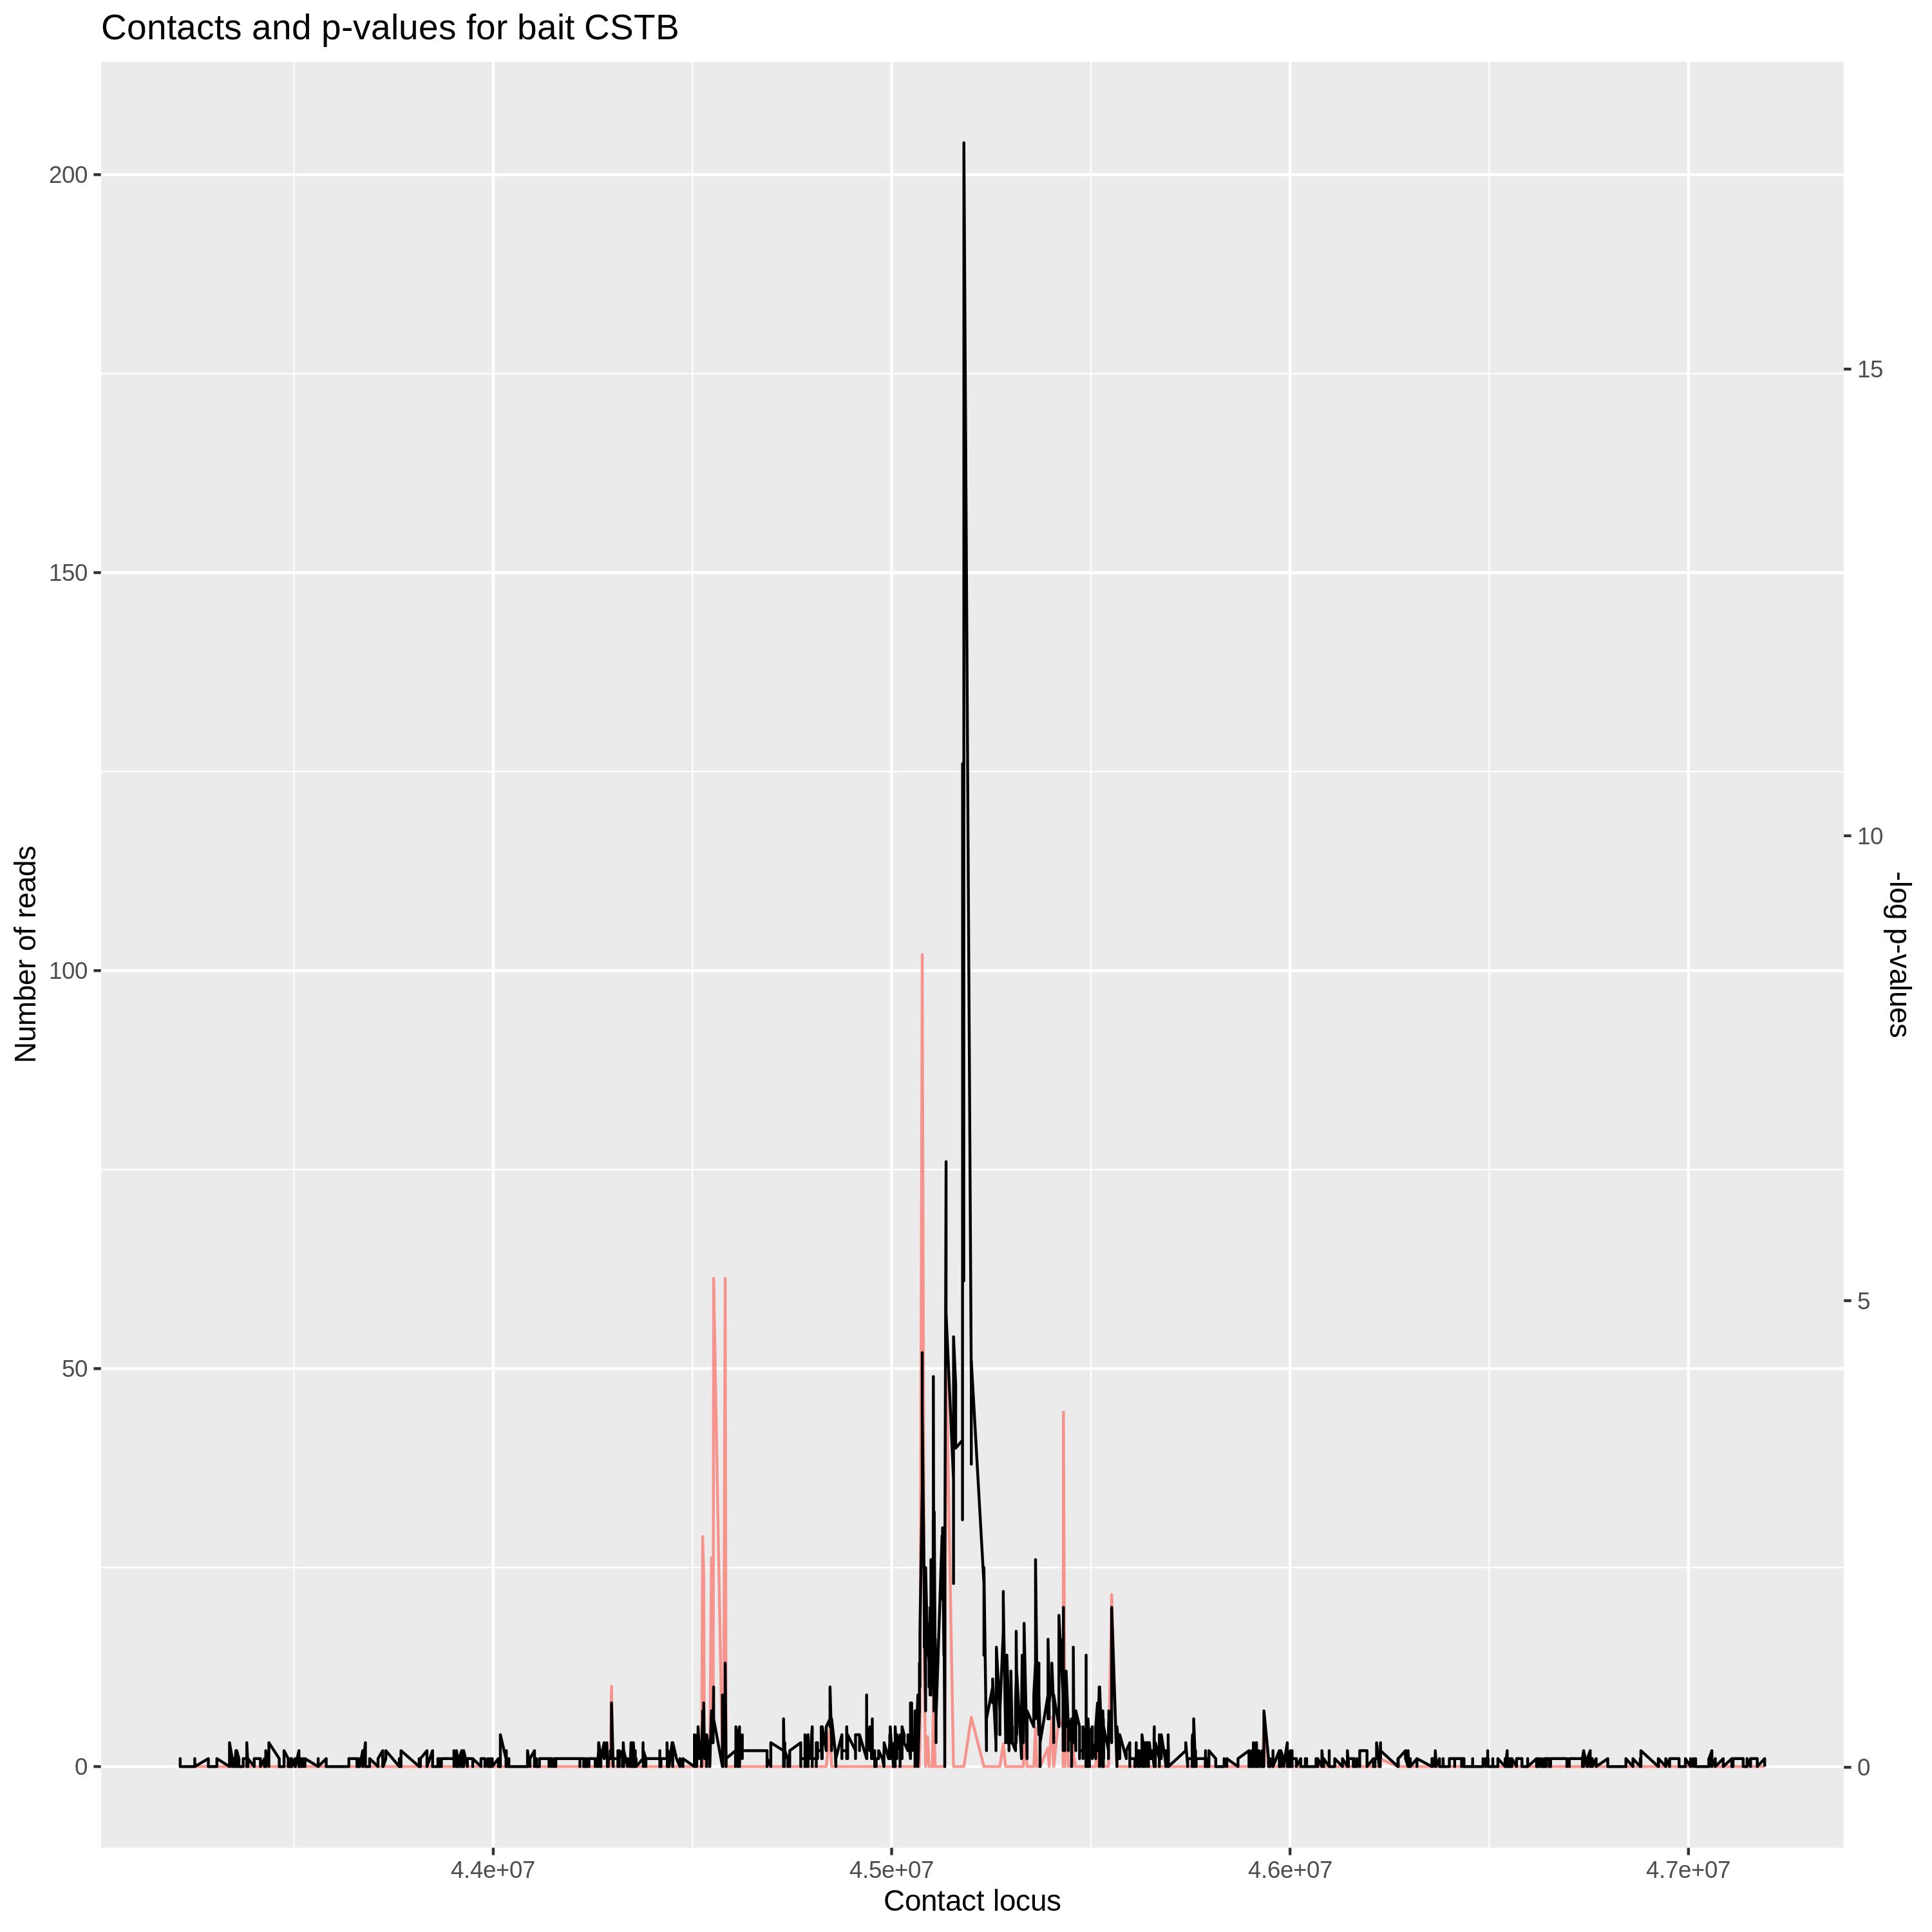 Contacts and p-values for bait CSTB
200
150
100
50
0
Number of reads
15
10
5
0
-log p-values
4.4e+07
4.5e+07
4.6e+07
4.7e+07
Contact locus